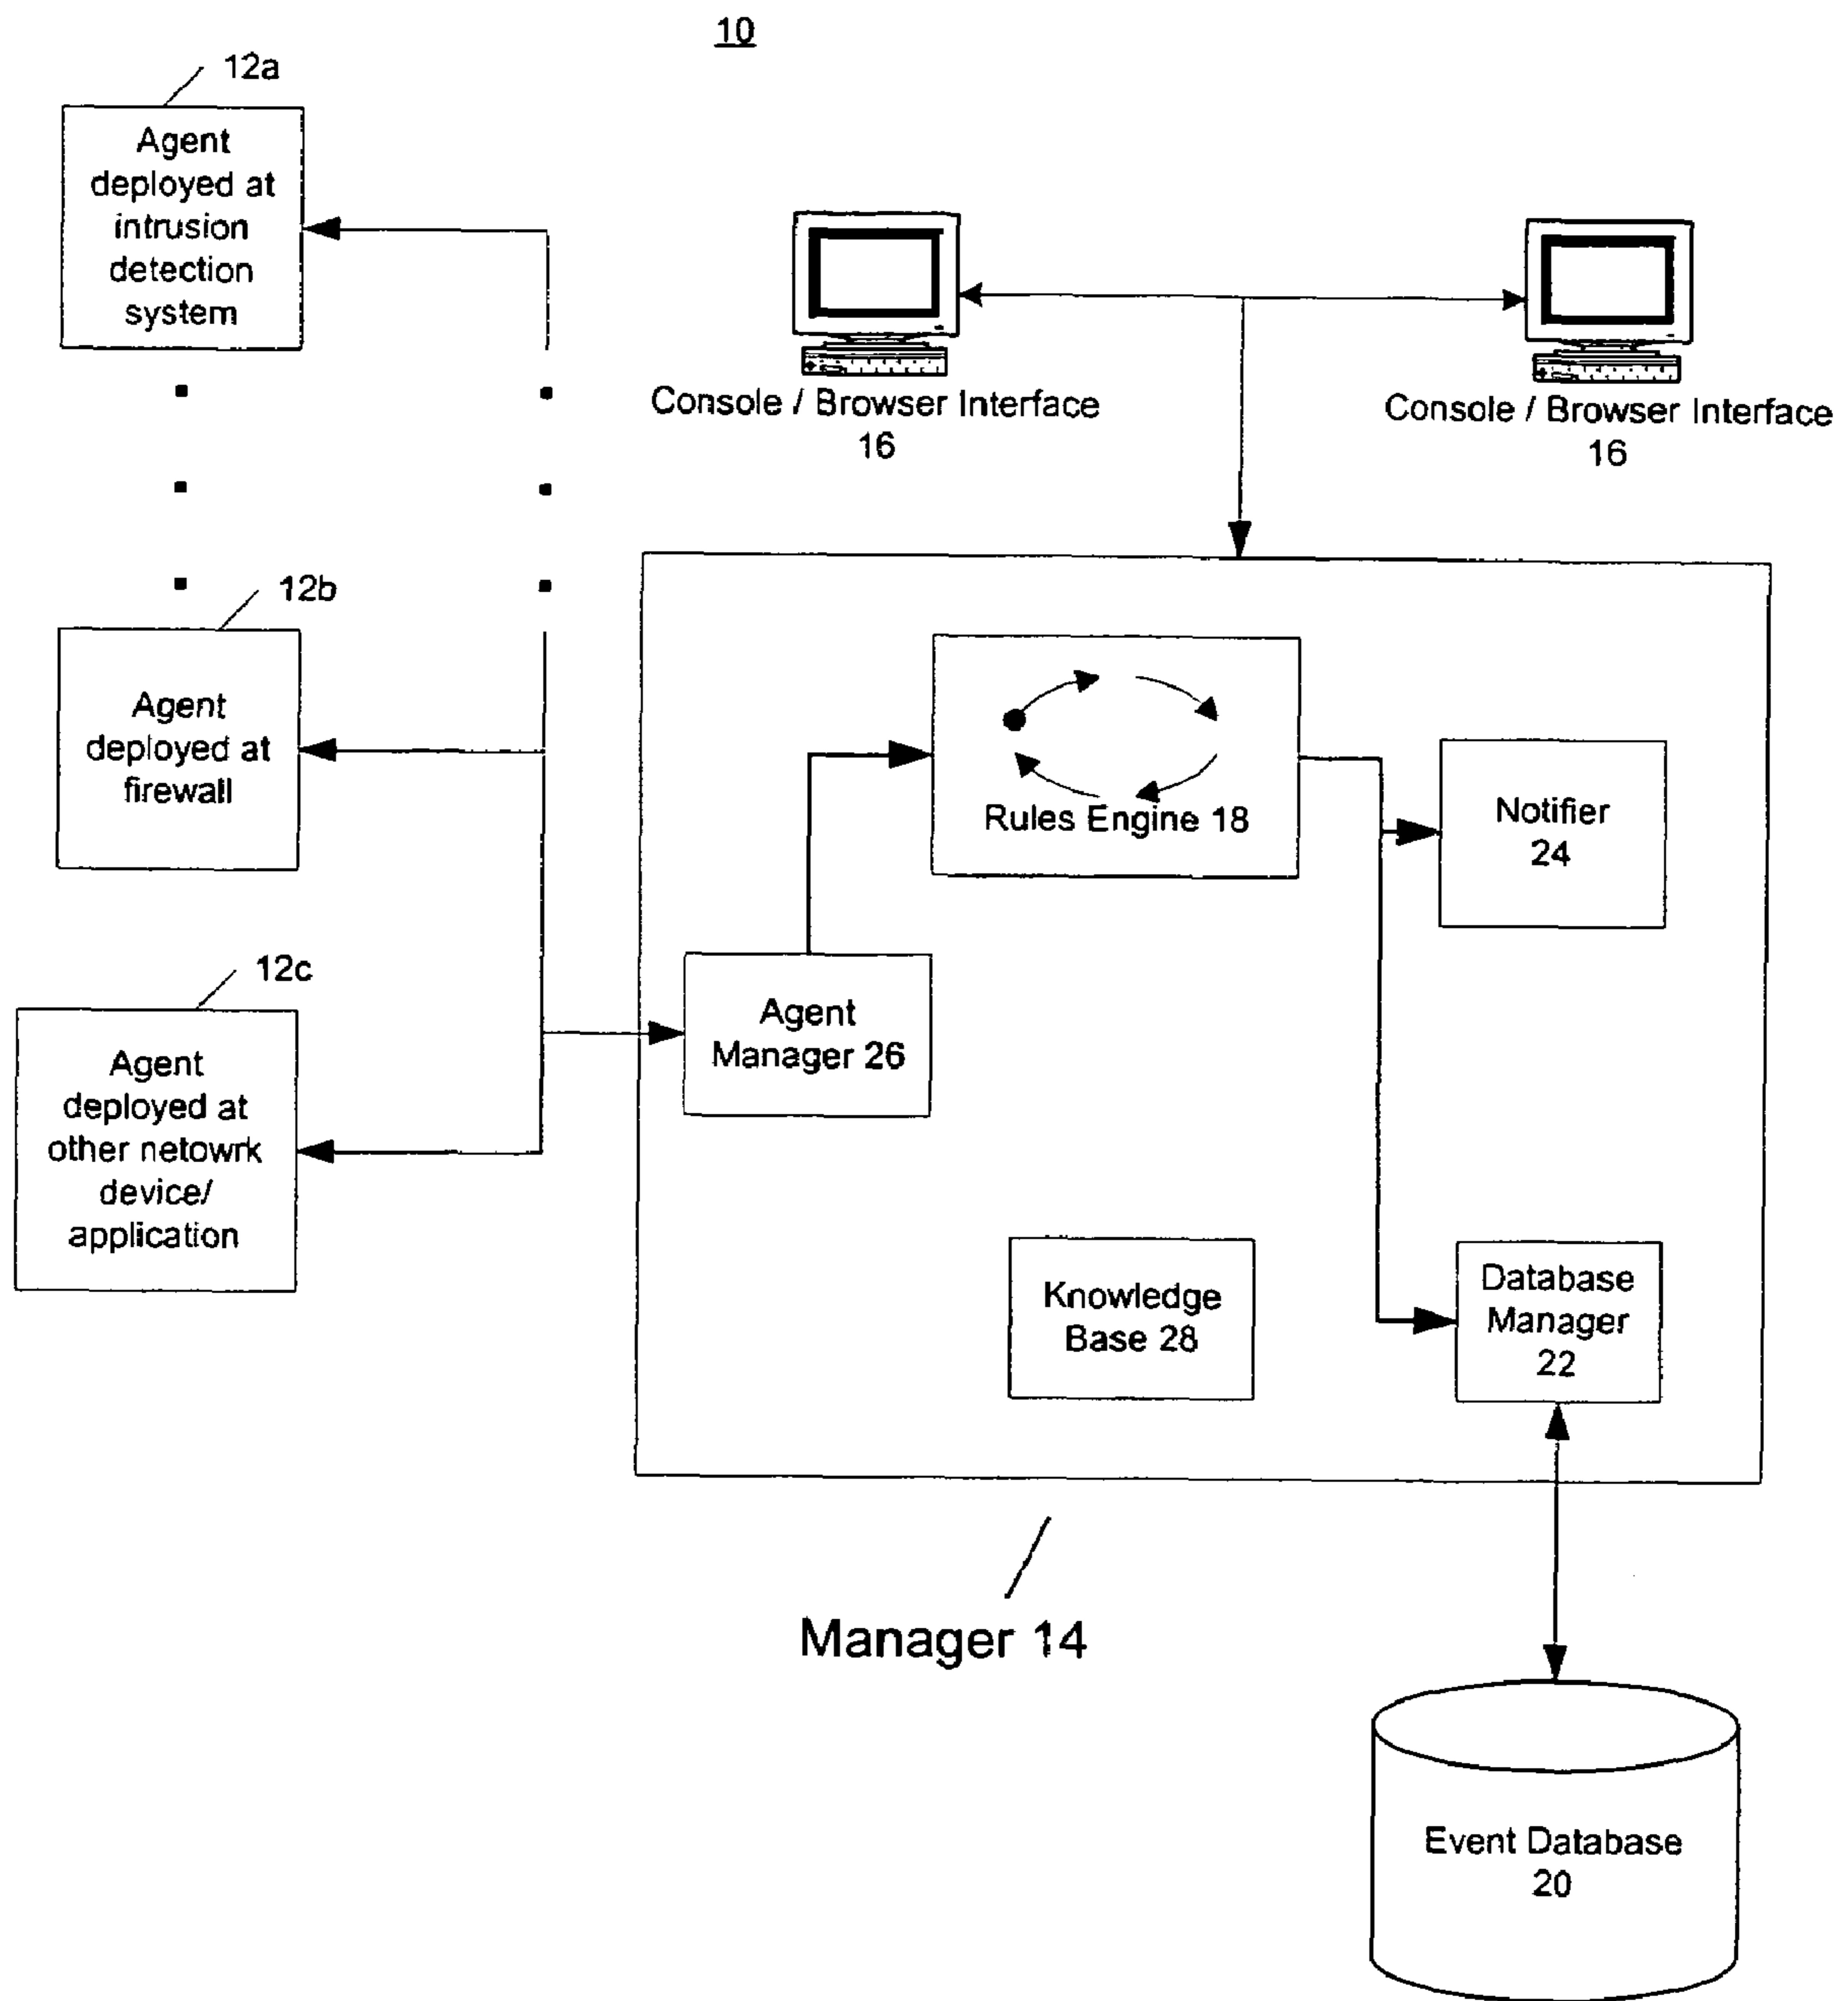 10
12a
Agent
deployed at
intrusion
detection
system
Console / Browser Interface
16
Console / Browser Interface
16
12b
Agent
deployed at
firewall
Rules Engine 18
Notifier
24
12c
Agent
deployed at
other netowrk
device/
application
Agent
Manager 26
Knowledge
Base 28
Database
Manager
22
Manager 14
Event Database
20